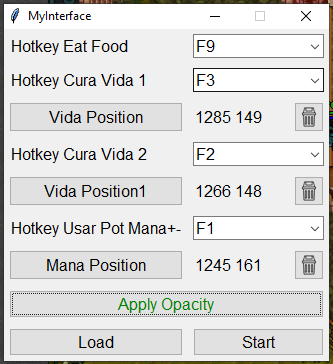 MyInterface
Hotkey Eat Food F9
Hotkey Cura Vida 1 F3
Vida Position 1285 149
Hotkey Cura Vida 2 F2
Vida Position1 1266 148
Hotkey Usar Pot Mana+- F1
Mana Position 1245 161
Apply Opacity
Load Start